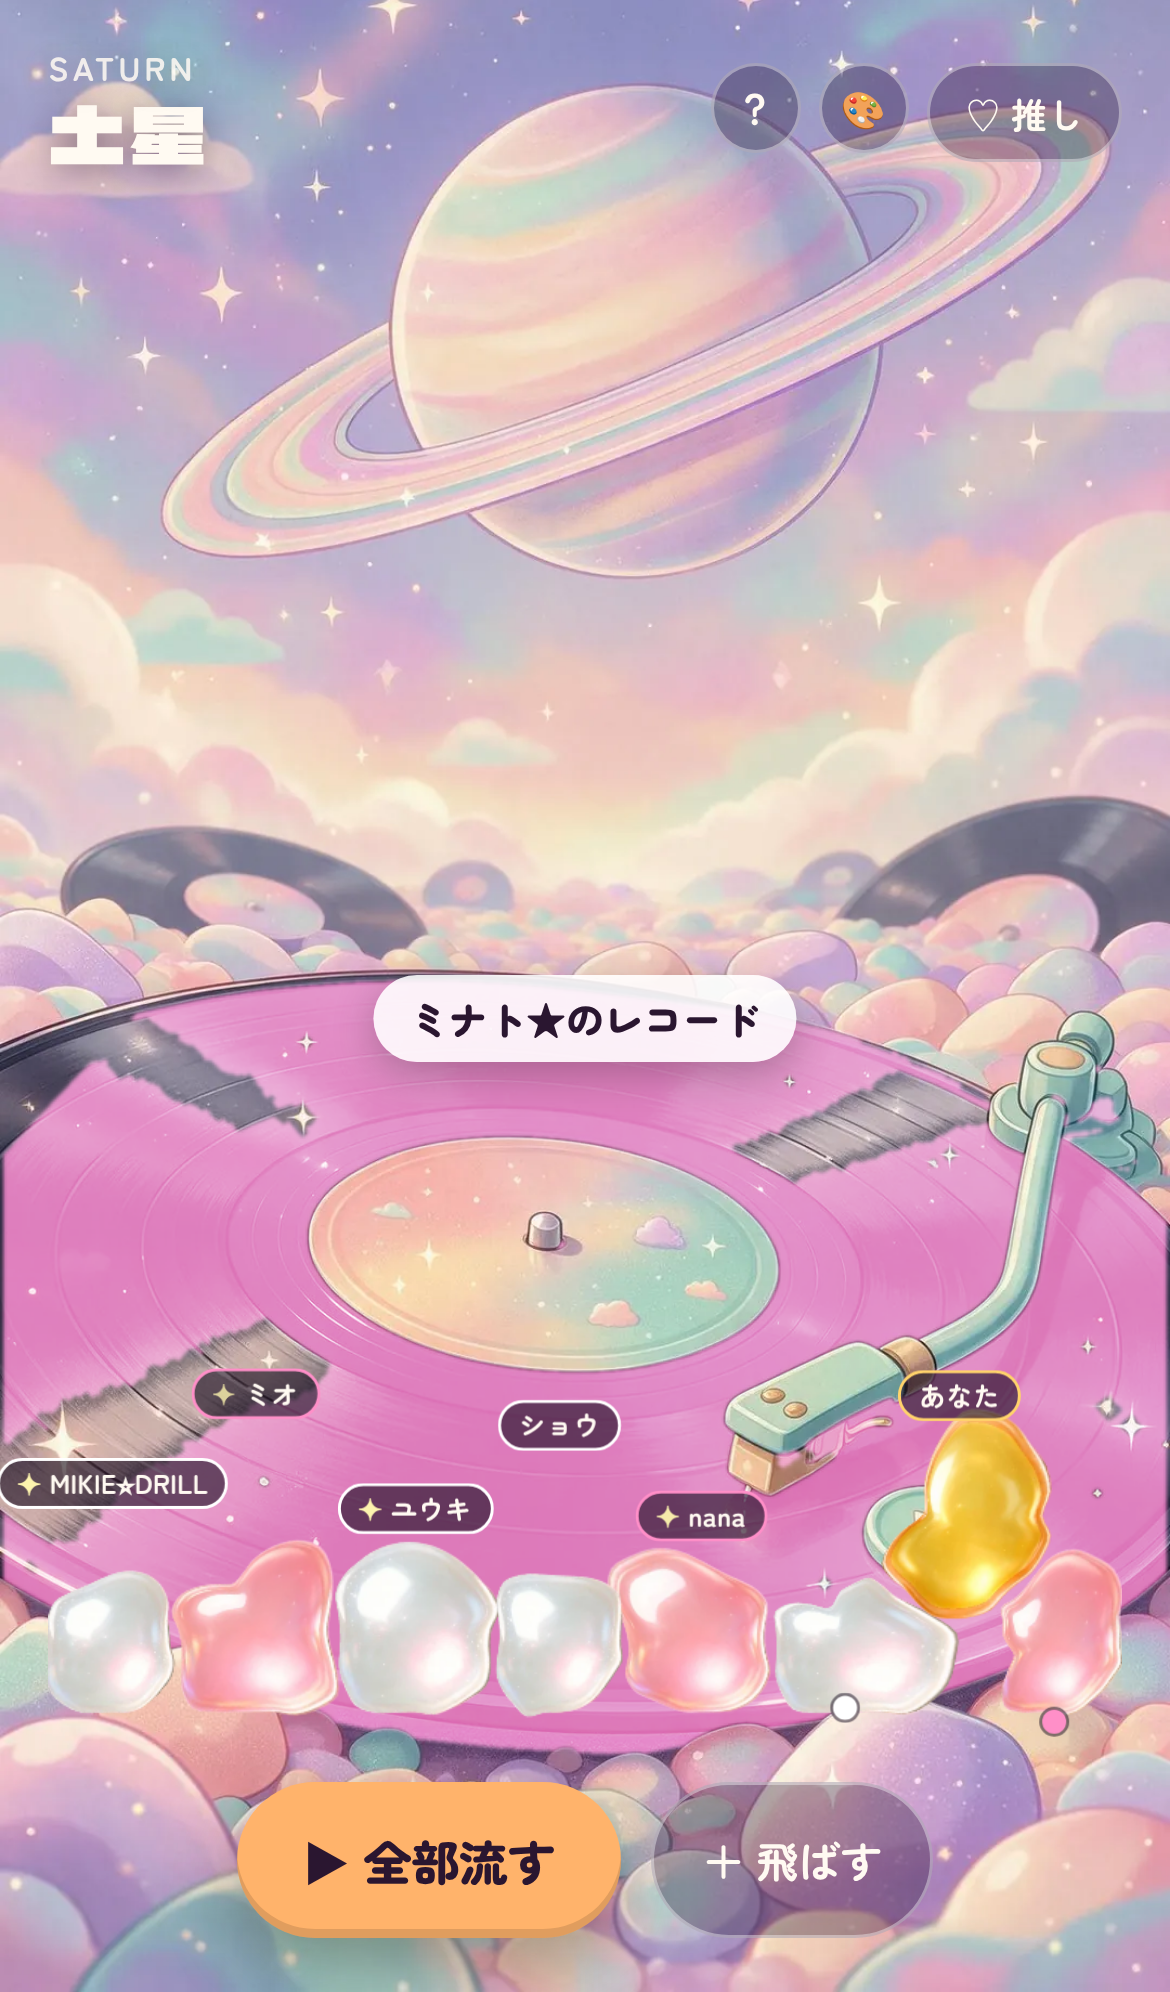 SATURN
土星
?
♡ 推し
ミナト★のレコード
✦ ミオ
あなた
ショウ
✦ MIKIE★DRILL
✦ ユウキ
✦ nana
▶ 全部流す
＋ 飛ばす